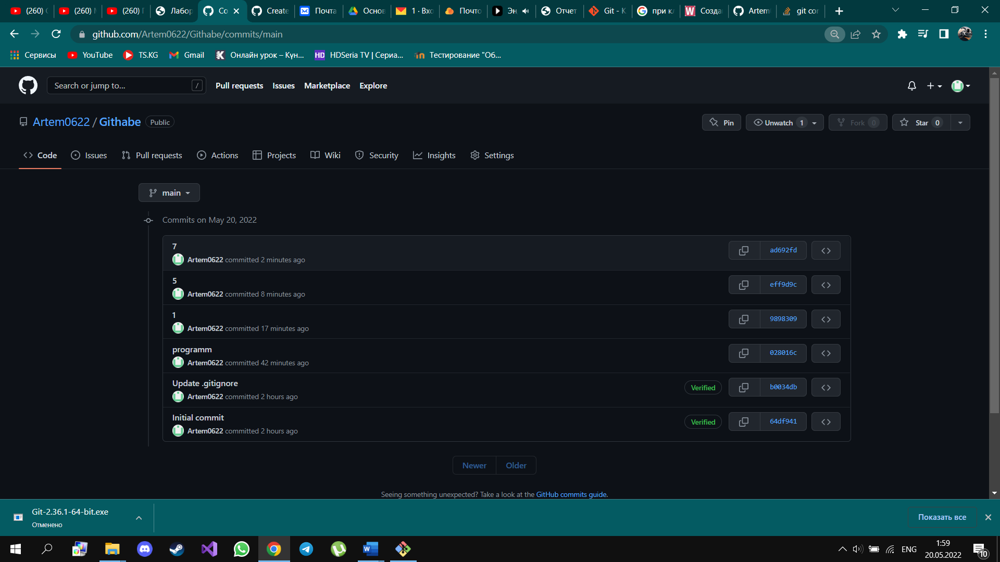 (260) (
(260) M
(260) Г
Лабор
Co
Create
Почта
Основ
1 · Вхо
Почто
Эн
Отчет
Git - К
при кл
Созда
Artem
git cor
github.com/Artem0622/Githabe/commits/main
Сервисы
YouTube
TS.KG
Gmail
Онлайн урок – Күн...
HDSeria TV | Сериа...
Тестирование "Об...
Search or jump to...
/
Pull requests
Issues
Marketplace
Explore
Artem0622 / Githabe
Public
Pin
Unwatch 1
Fork 0
Star 0
Code
Issues
Pull requests
Actions
Projects
Wiki
Security
Insights
Settings
main
Commits on May 20, 2022
7
Artem0622 committed 2 minutes ago
ad692fd
5
Artem0622 committed 8 minutes ago
eff9d9c
1
Artem0622 committed 17 minutes ago
9898309
programm
Artem0622 committed 42 minutes ago
028016c
Update .gitignore
Artem0622 committed 2 hours ago
Verified
b0034db
Initial commit
Artem0622 committed 2 hours ago
Verified
64df941
Newer
Older
Seeing something unexpected? Take a look at the GitHub commits guide.
Git-2.36.1-64-bit.exe
Отменено
Показать все
ENG
1:59
20.05.2022
10